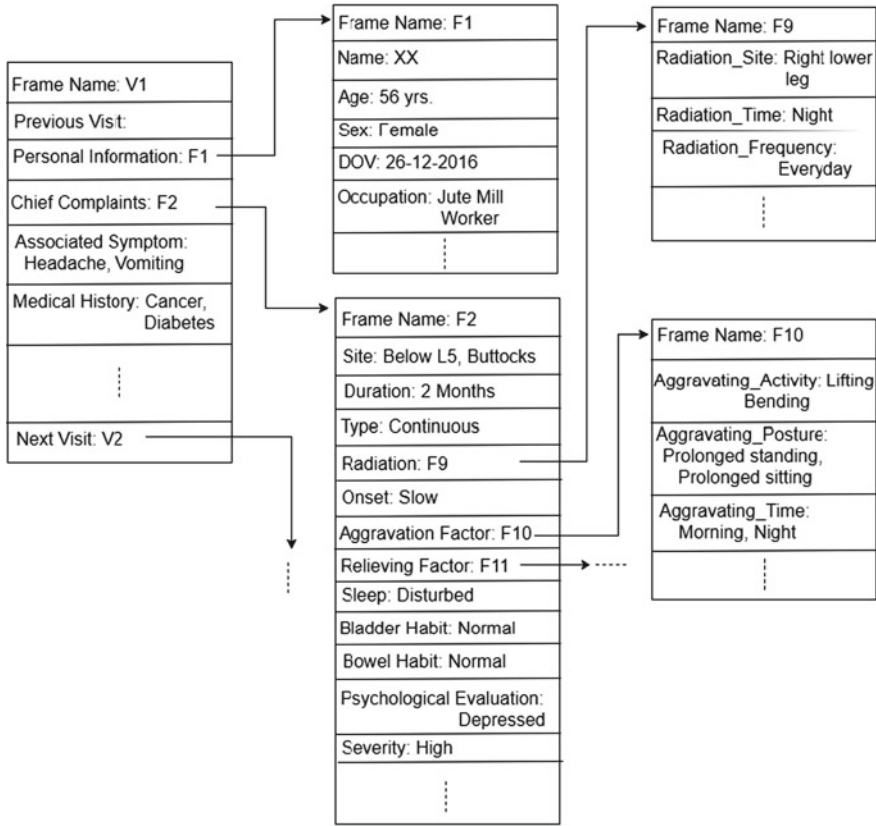 Frame Name: V1
Previous Visit:
Personal Information: F1
Chief Complaints: F2
Associated Symptom:
Headache, Vomiting
Medical History: Cancer,
Diabetes
Next Visit: V2
Frame Name: F1
Name: XX
Age: 56 yrs.
Sex: Female
DOV: 26-12-2016
Occupation: Jute Mill
Worker
Frame Name: F2
Site: Below L5, Buttocks
Duration: 2 Months
Type: Continuous
Radiation: F9
Onset: Slow
Aggravation Factor: F10
Relieving Factor: F11
Sleep: Disturbed
Bladder Habit: Normal
Bowel Habit: Normal
Psychological Evaluation:
Depressed
Severity: High
Frame Name: F9
Radiation_Site: Right lower
leg
Radiation_Time: Night
Radiation_Frequency:
Everyday
Frame Name: F10
Aggravating_Activity: Lifting
Bending
Aggravating_Posture:
Prolonged standing,
Prolonged sitting
Aggravating_Time:
Morning, Night